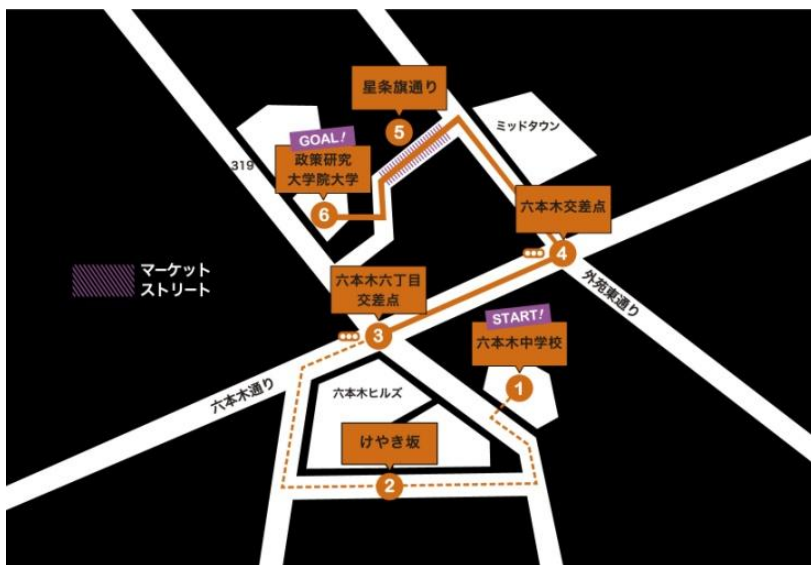 星条旗通り
5
ミッドタウン
GOAL!
政策研究
大学院大学
6
319
六本木交差点
4
マーケット
ストリート
六本木六丁目
交差点
3
外苑東通り
START!
六本木中学校
1
六本木通り
六本木ヒルズ
けやき坂
2